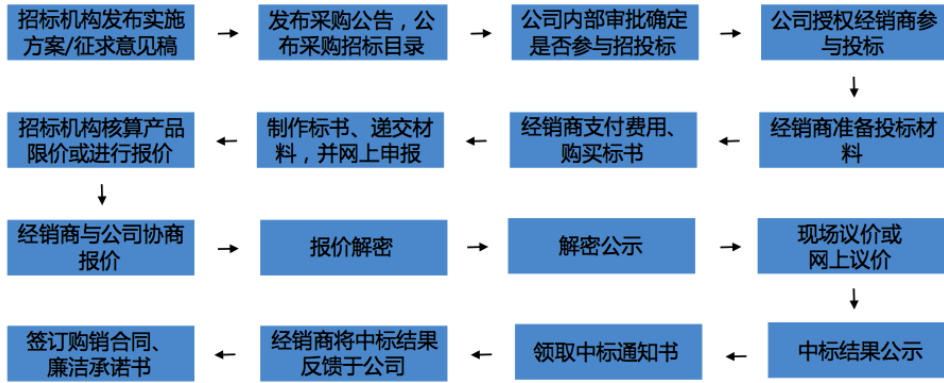 招标机构发布实施
方案/征求意见稿
发布采购公告，公
布采购招标目录
公司内部审批确定
是否参与招投标
公司授权经销商参
与投标
经销商准备投标材
料
经销商支付费用、
购买标书
制作标书、递交材
料，并网上申报
招标机构核算产品
限价或进行报价
经销商与公司协商
报价
报价解密
解密公示
现场议价或
网上议价
中标结果公示
领取中标通知书
经销商将中标结果
反馈于公司
签订购销合同、
廉洁承诺书